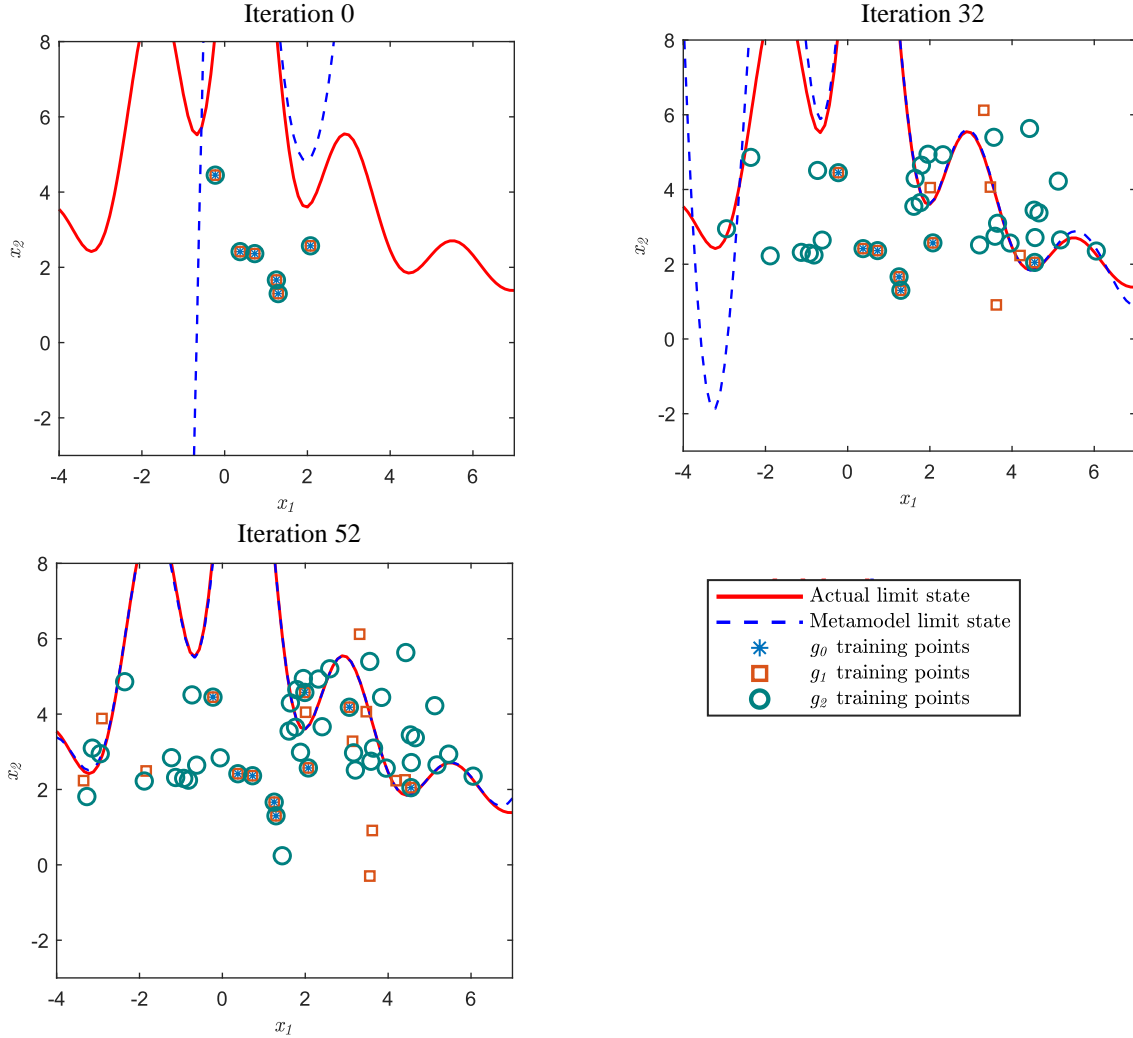 Iteration 0
8
6
4
2
0
-2
-4
-2
0
2
4
6
x2
x1
Iteration 32
8
6
4
2
0
-2
-4
-2
0
2
4
6
x2
x1
Iteration 52
8
6
4
2
0
-2
-4
-2
0
2
4
6
x2
x1
Actual limit state
Metamodel limit state
g0 training points
g1 training points
g2 training points